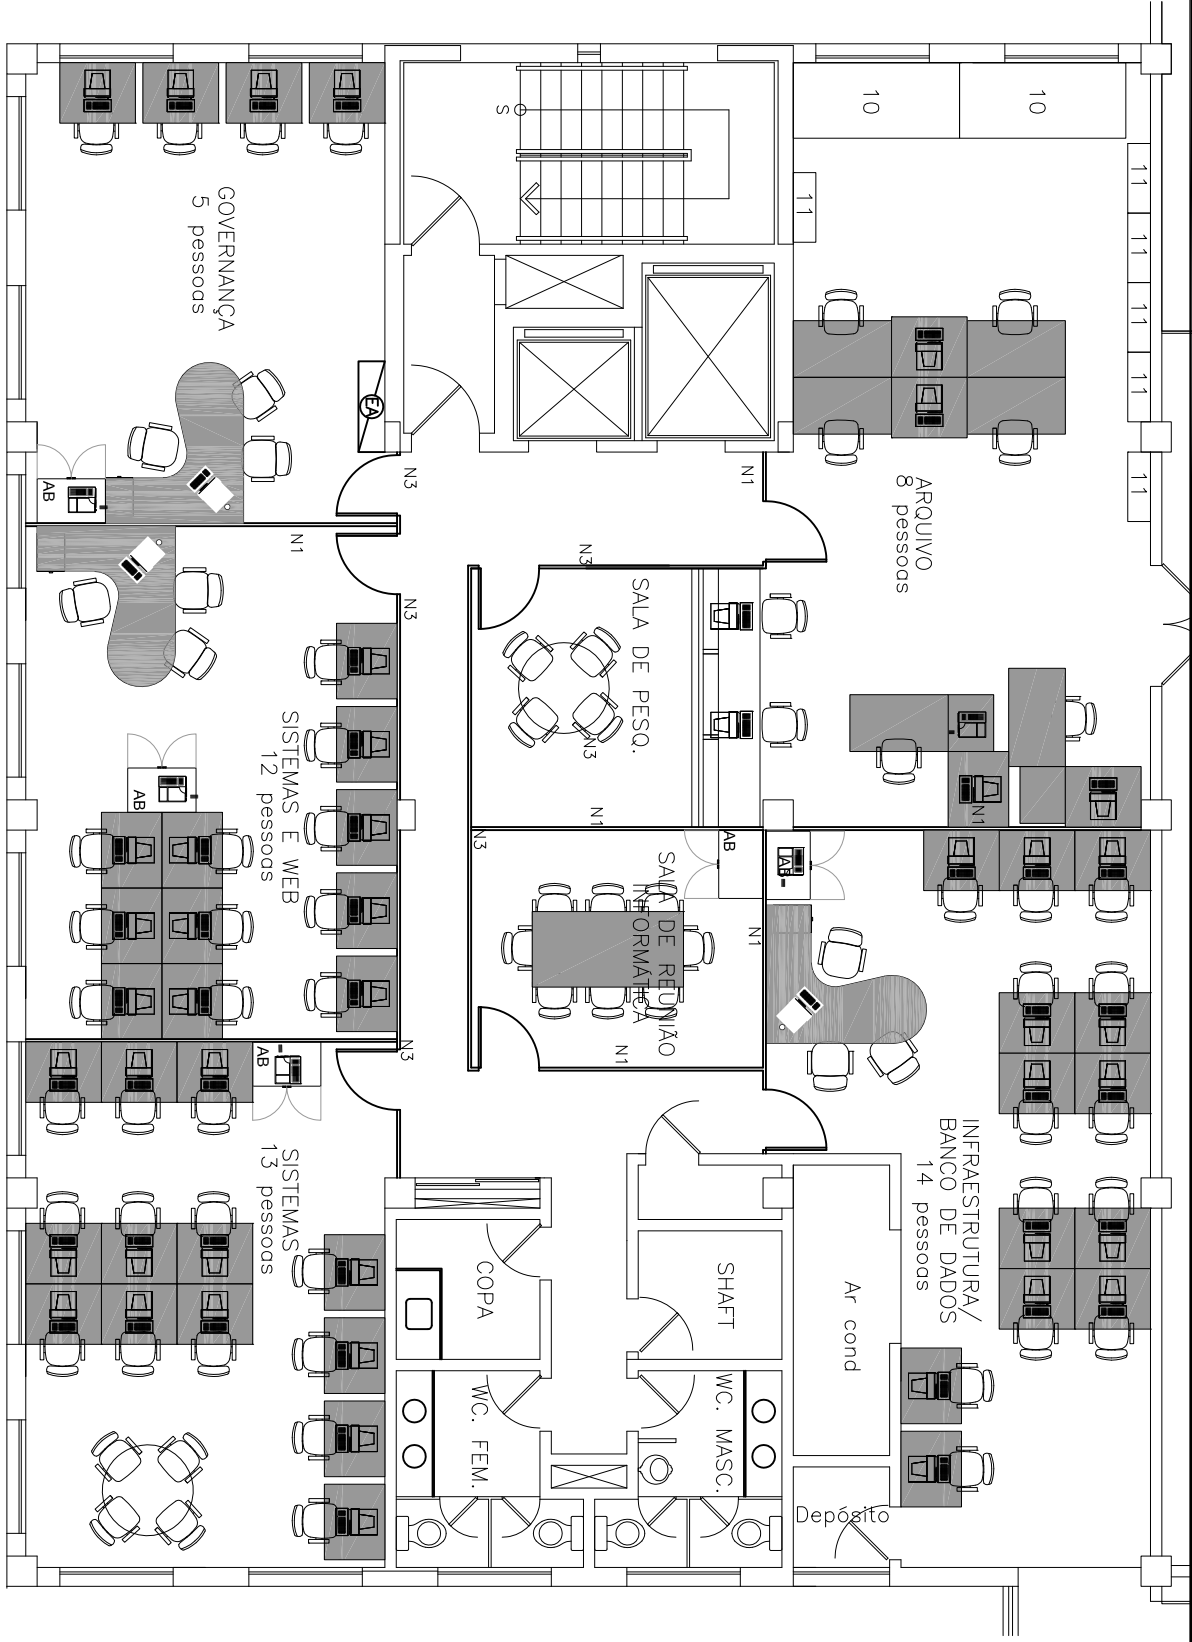 10
10
S
11
11
11
11
11
11
GOVERNANÇA
5 pessoas
EA
AB
N3
N1
ARQUIVO
8 pessoas
N1
N3
N3
SALA DE PESQ.
N3
N1
N3
SISTEMAS E WEB
12 pessoas
AB
AB
N1
SALA DE REUNIÃO
INFORMÁTICA
N1
N1
N3
AB
SISTEMAS
13 pessoas
INFRAESTRUTURA/
BANCO DE DADOS
14 pessoas
COPA
SHAFT
Ar cond
WC. FEM.
WC. MASC.
Depósito